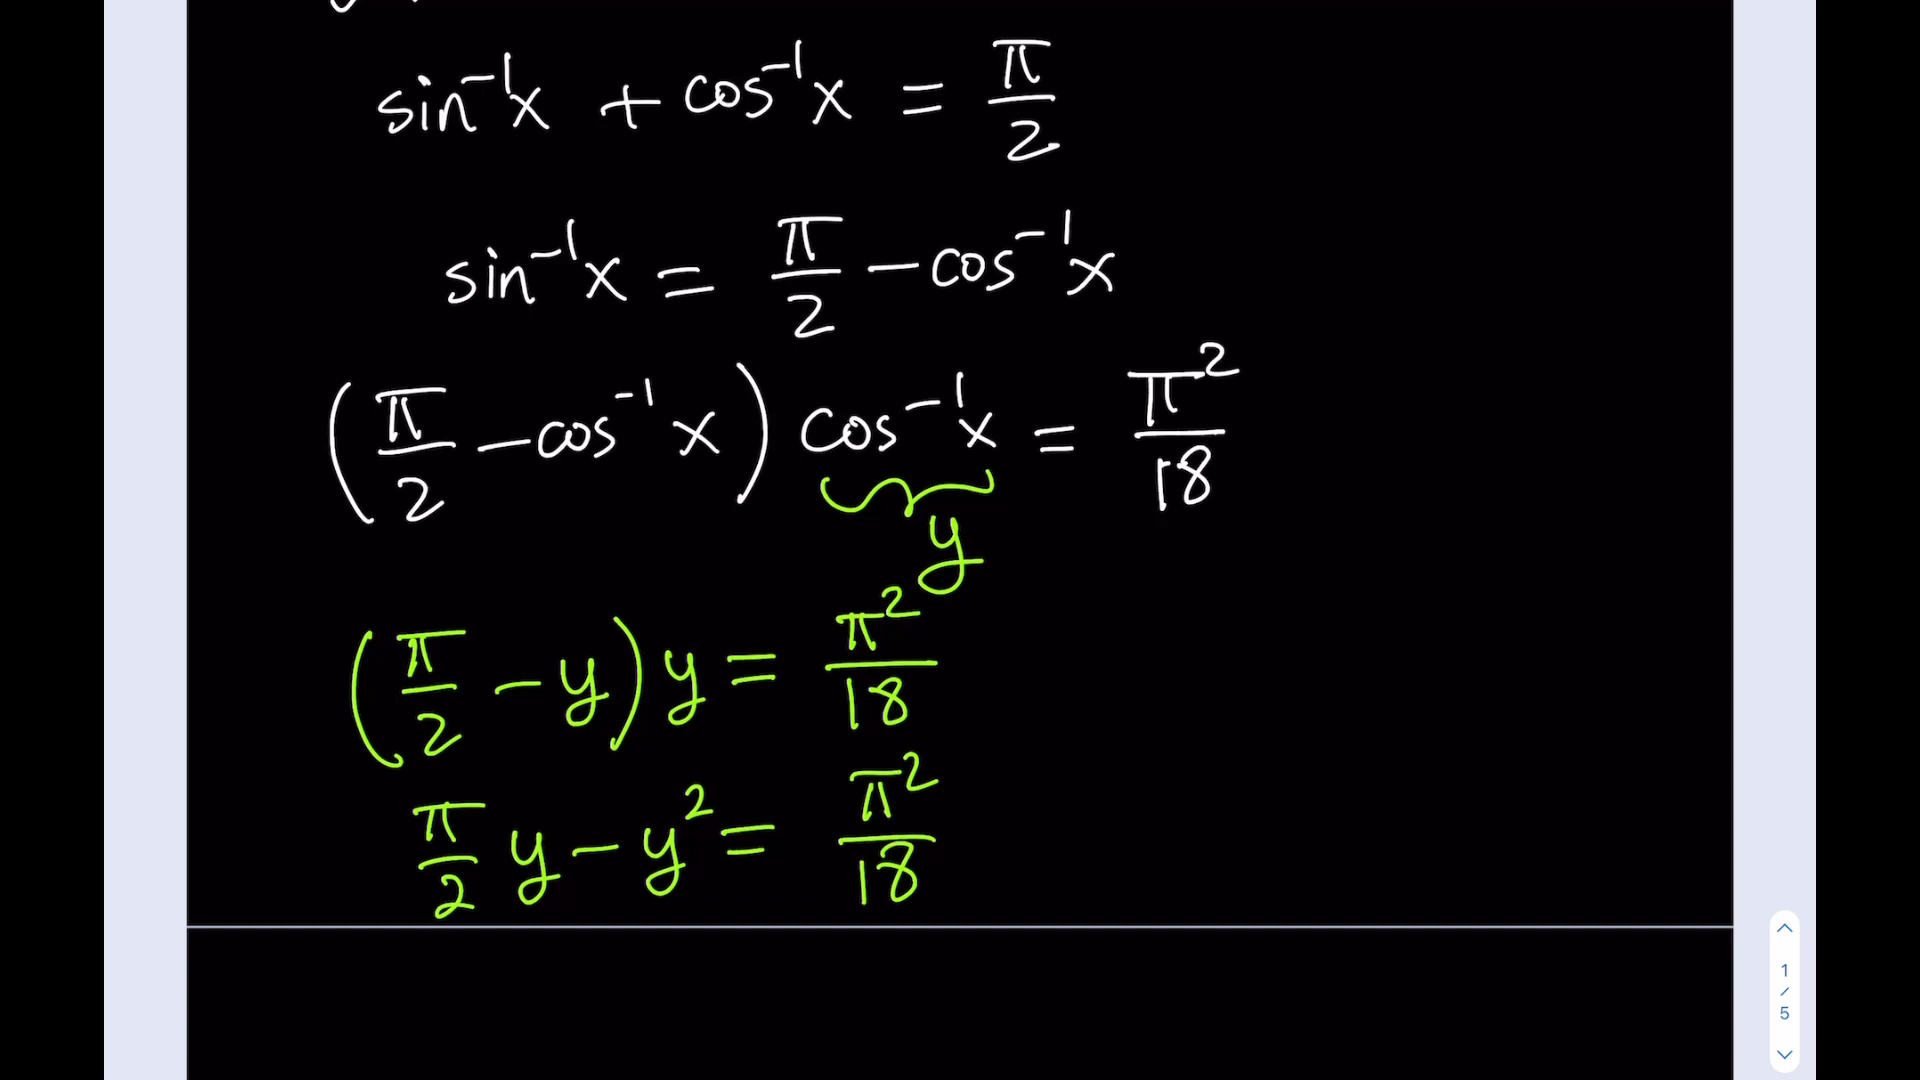 sin⁻¹x + cos⁻¹x = π/2
sin⁻¹x = π/2 - cos⁻¹x
(π/2 - cos⁻¹x) cos⁻¹x = π²/18
y
(π/2 - y) y = π²/18
π/2 y - y² = π²/18
1
/
5